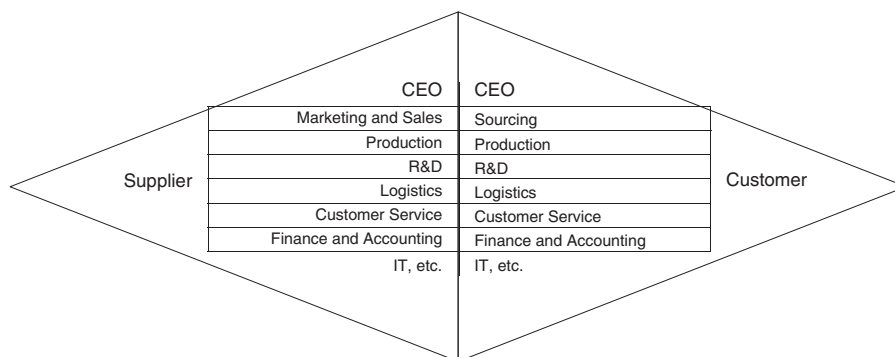 CEO CEO
Marketing and Sales Sourcing
Production Production
R&D R&D
Supplier Logistics Logistics Customer
Customer Service Customer Service
Finance and Accounting Finance and Accounting
IT, etc. IT, etc.